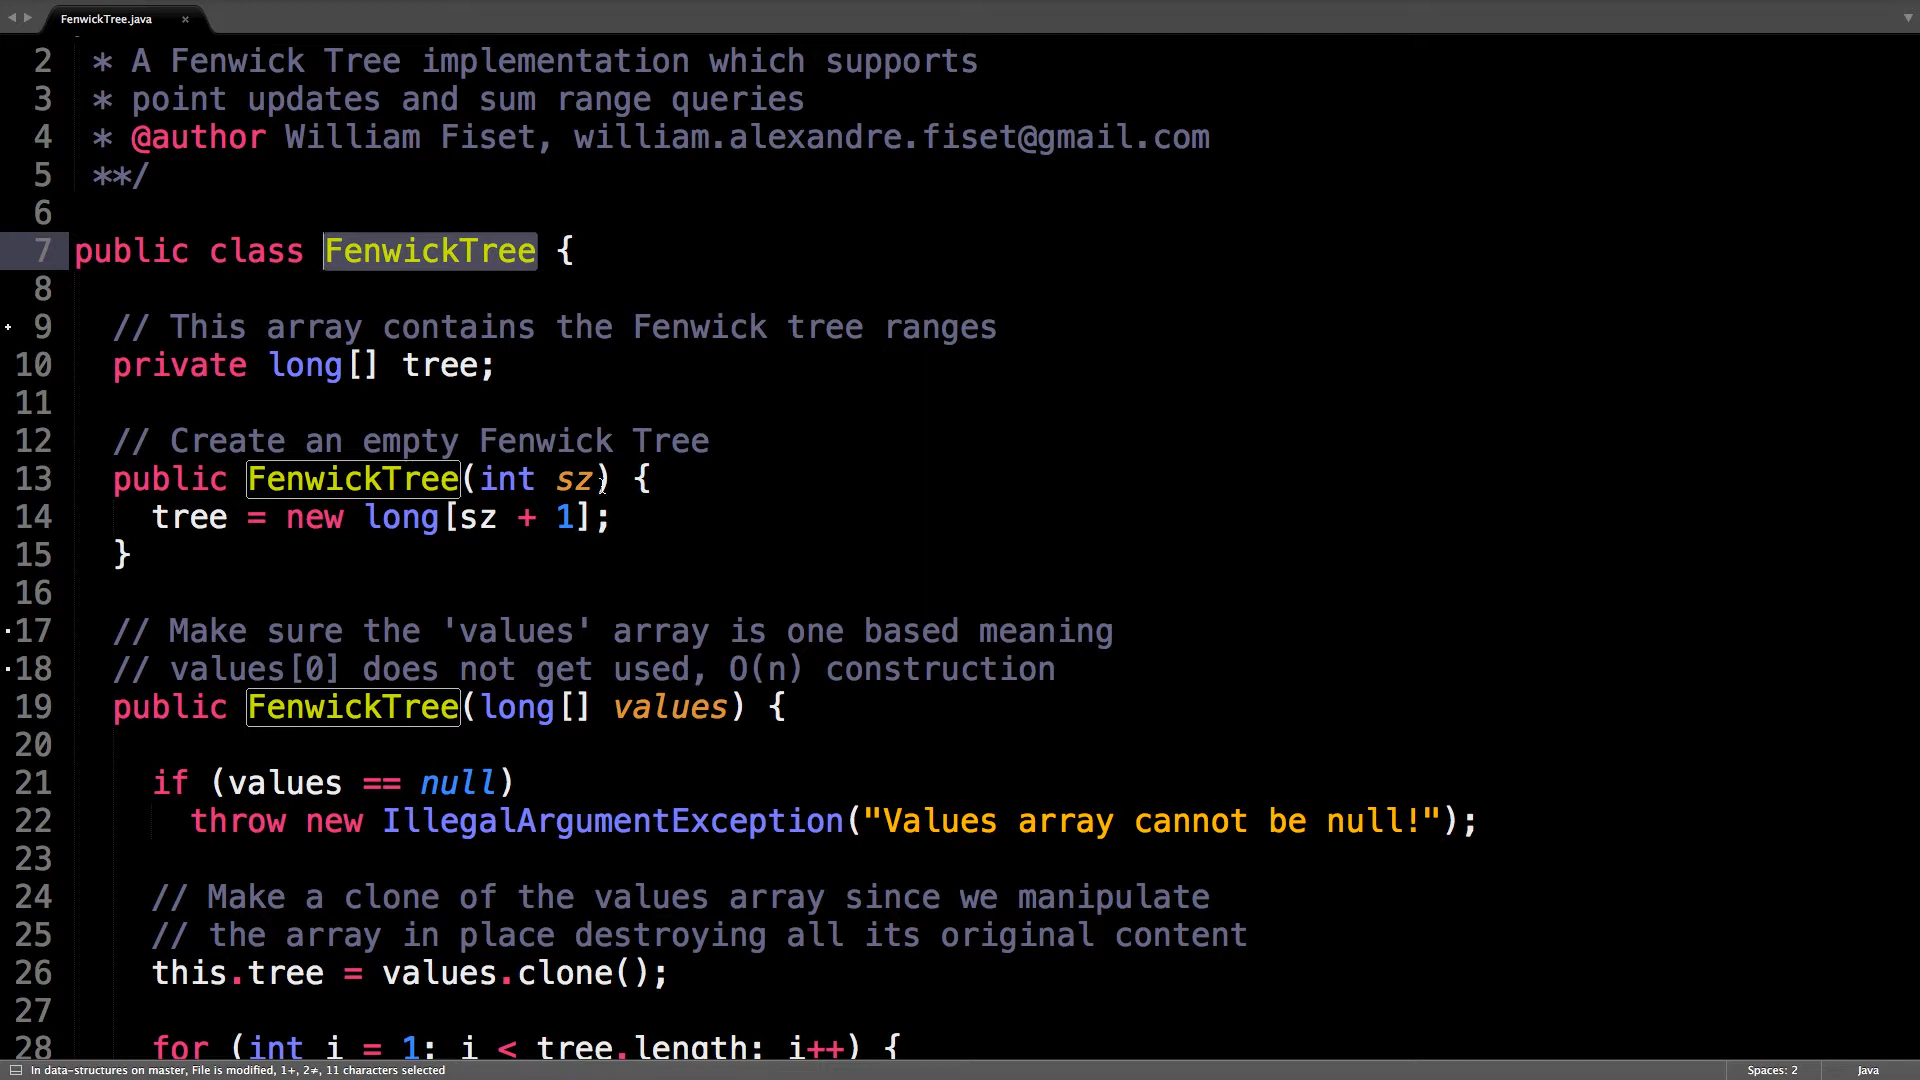 FenwickTree.java ×
2 * A Fenwick Tree implementation which supports
3 * point updates and sum range queries
4 * @author William Fiset, william.alexandre.fiset@gmail.com
5 **/
6
7 public class FenwickTree {
8
9 // This array contains the Fenwick tree ranges
10 private long[] tree;
11
12 // Create an empty Fenwick Tree
13 public FenwickTree(int sz) {
14 tree = new long[sz + 1];
15 }
16
17 // Make sure the 'values' array is one based meaning
18 // values[0] does not get used, O(n) construction
19 public FenwickTree(long[] values) {
20
21 if (values == null)
22 throw new IllegalArgumentException("Values array cannot be null!");
23
24 // Make a clone of the values array since we manipulate
25 // the array in place destroying all its original content
26 this.tree = values.clone();
27
28 for (int i = 1; i < tree.length; i++) {
In data-structures on master, File is modified, 1+, 2≠, 11 characters selected Spaces: 2 Java